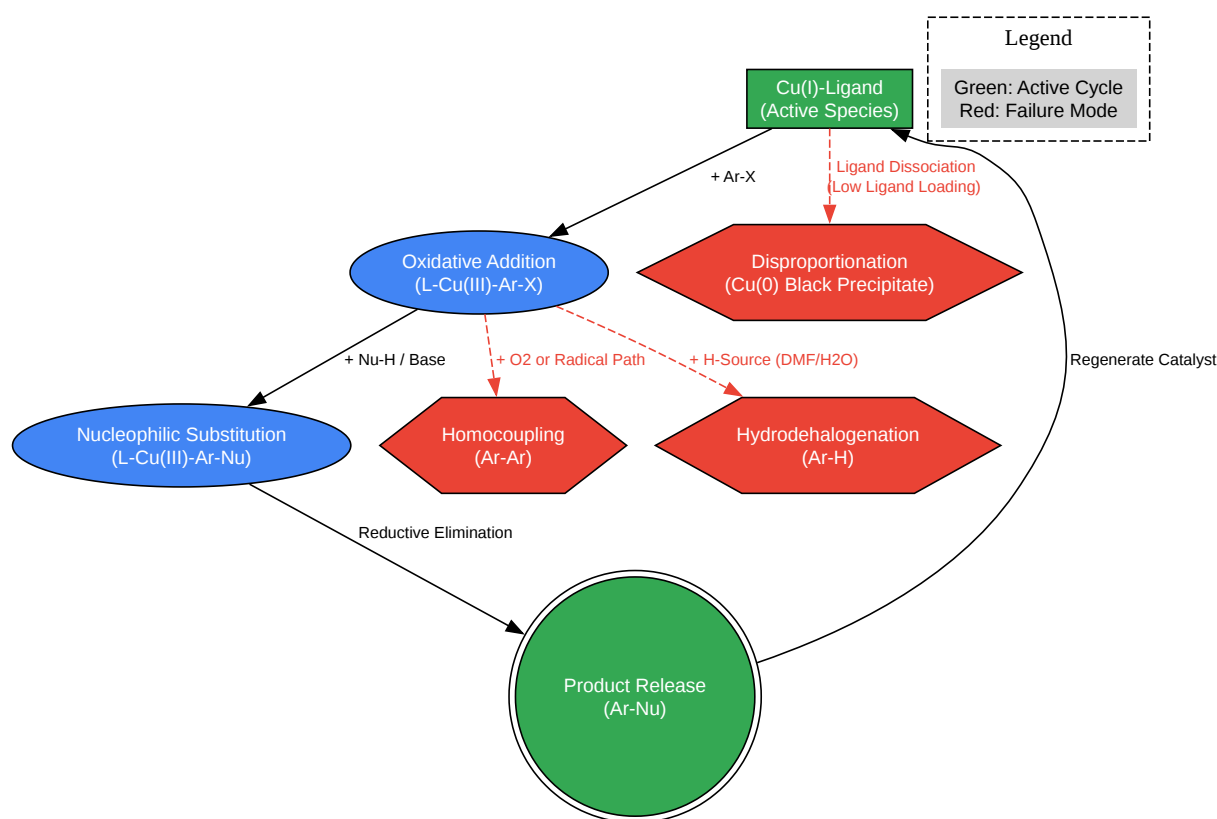 Legend
Green: Active Cycle
Red: Failure Mode
Cu(I)-Ligand
(Active Species)
+ Ar-X
Ligand Dissociation
(Low Ligand Loading)
Oxidative Addition
(L-Cu(III)-Ar-X)
Disproportionation
(Cu(0) Black Precipitate)
+ Nu-H / Base
+ O2 or Radical Path
+ H-Source (DMF/H2O)
Regenerate Catalyst
Nucleophilic Substitution
(L-Cu(III)-Ar-Nu)
Homocoupling
(Ar-Ar)
Hydrodehalogenation
(Ar-H)
Reductive Elimination
Product Release
(Ar-Nu)